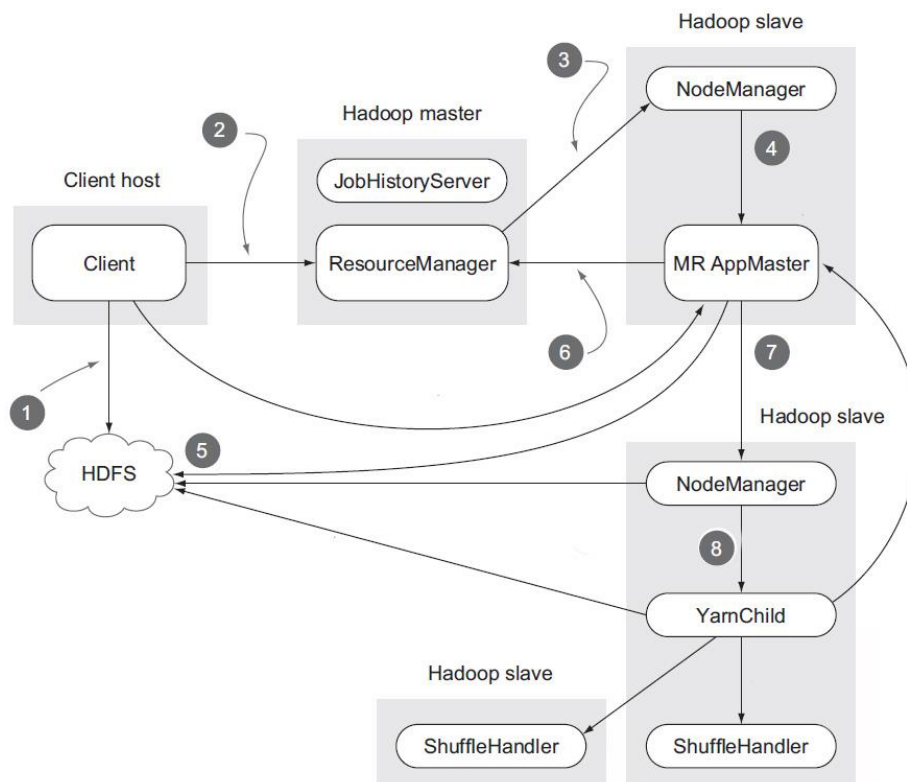 Hadoop slave
3
NodeManager
2
Hadoop master
4
JobHistoryServer
Client host
Client
ResourceManager
MR AppMaster
6
7
1
Hadoop slave
5
HDFS
NodeManager
8
YarnChild
Hadoop slave
ShuffleHandler
ShuffleHandler